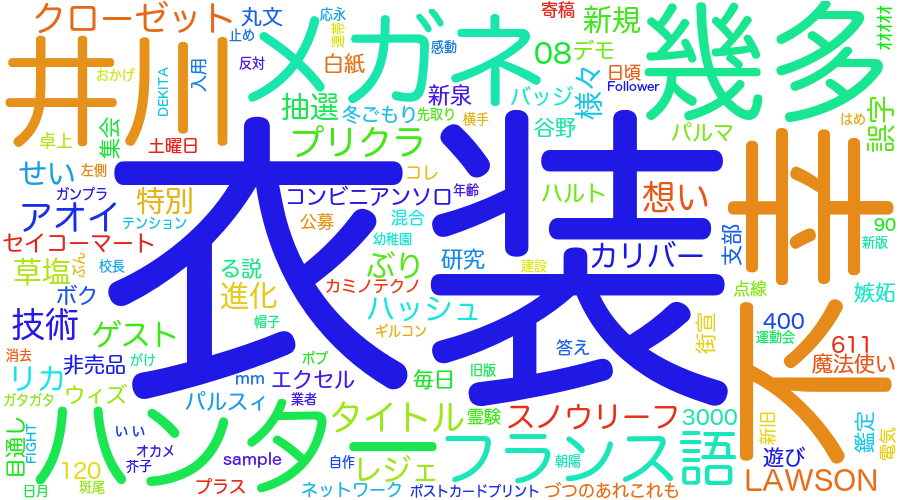 クローゼット
丸文
応永
止め
連帯
メガネ
感動
寄稿
新規
幾多
材材材
井川
おかげ
DEKITA
入用
反対
白紙
08
デモ
様々
日頃
Follower
卓上
集会
土曜日
抽選
冬ごもり
新泉
先取り
横手
バッジ
谷野
パルマ
はめ
誤字
せい
左側
プリクラ
コレ
ガンプラ
特別
コンビニアンソロ
年齢
ハルト
想い
アオイ
テンション
公募
混合
90
セイコーマート
幼稚園
支部
新版
衣装
草塩
ぶん
校長
る説
ぶり
研究
建設
カリバー
ボク
進化
カミノテクノ
ハッシュ
点線
嫉妬
技術
ゲスト
帽子
ギルコン
街宣
400
運動会
消去
非売品
がけ
ポプ
答え
611
リカ
mm
エクセル
毎日
旧版
魔法使い
ガタガタ
ウィズ
パルスィ
業者
ハンター
タイトル
霊験
スノウリーフ
3000
新旧
鑑定
目通し
FIGHT
いい
オカメ
フランス語
遊び
電気
120
芥子
sample
自作
レジェ
朝陽
LAWSON
日月
斑尾
プラス
ネットワーク
ポストカードプリント
づつのあれこれも